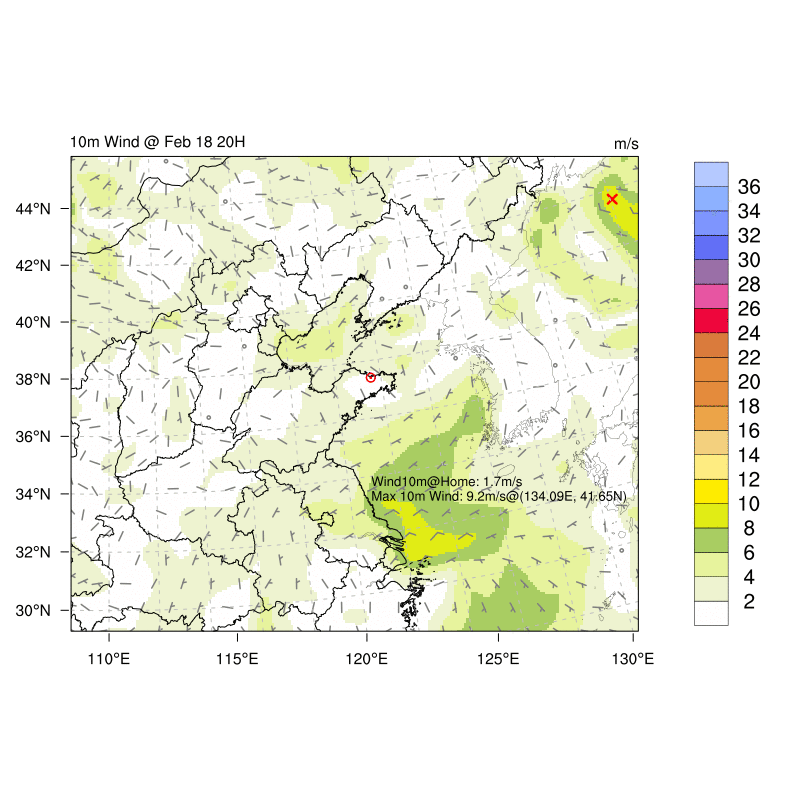 10m Wind @ Feb 18 20H
m/s
44°N
42°N
40°N
38°N
36°N
34°N
32°N
30°N
Wind10m@Home: 1.7m/s
Max 10m Wind: 9.2m/s@(134.09E, 41.65N)
110°E 115°E 120°E 125°E 130°E
36
34
32
30
28
26
24
22
20
18
16
14
12
10
8
6
4
2